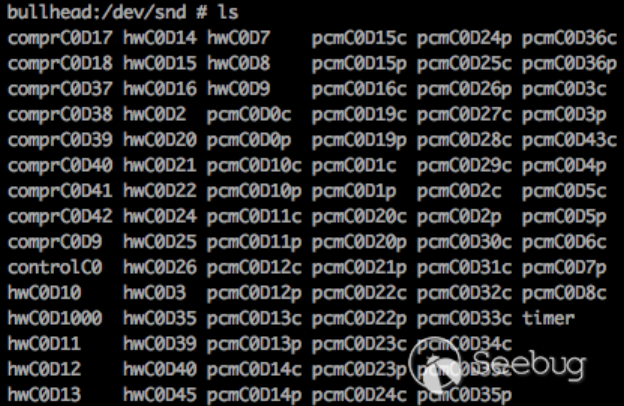 bullhead:/dev/snd # ls
comprC0D17 hwC0D14 hwC0D7 pcmC0D15c pcmC0D24p pcmC0D36c
comprC0D18 hwC0D15 hwC0D8 pcmC0D15p pcmC0D25c pcmC0D36p
comprC0D37 hwC0D16 hwC0D9 pcmC0D16c pcmC0D26p pcmC0D3c
comprC0D38 hwC0D2 pcmC0D0c pcmC0D19c pcmC0D27c pcmC0D3p
comprC0D39 hwC0D20 pcmC0D0p pcmC0D19p pcmC0D28c pcmC0D43c
comprC0D40 hwC0D21 pcmC0D10c pcmC0D1c pcmC0D29c pcmC0D4p
comprC0D41 hwC0D22 pcmC0D10p pcmC0D1p pcmC0D2c pcmC0D5c
comprC0D42 hwC0D24 pcmC0D11c pcmC0D20c pcmC0D2p pcmC0D5p
comprC0D9 hwC0D25 pcmC0D11p pcmC0D20p pcmC0D30c pcmC0D6c
controlC0 hwC0D26 pcmC0D12c pcmC0D21p pcmC0D31c pcmC0D7p
hwC0D10 hwC0D3 pcmC0D12p pcmC0D22c pcmC0D32c pcmC0D8c
hwC0D1000 hwC0D35 pcmC0D13c pcmC0D22p pcmC0D33c timer
hwC0D11 hwC0D39 pcmC0D13p pcmC0D23c pcmC0D34c
hwC0D12 hwC0D40 pcmC0D14c pcmC0D23p pcmC0D35c
hwC0D13 hwC0D45 pcmC0D14p pcmC0D24c pcmC0D35p
Seebug